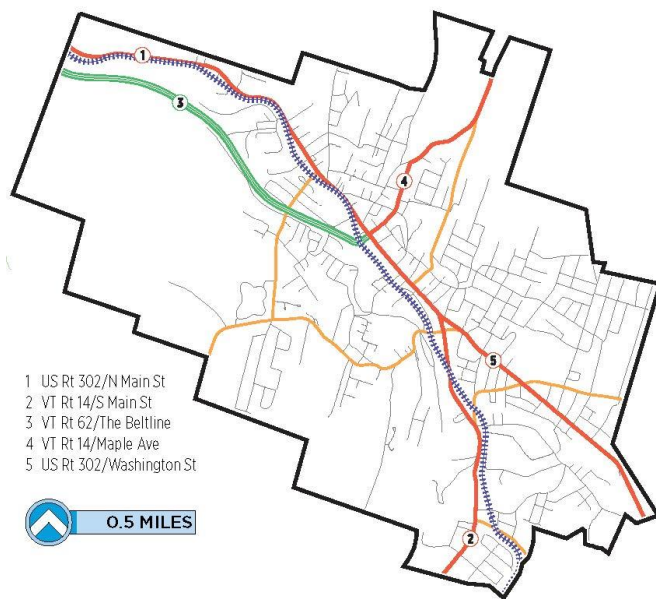 1
3
4
5
1 US Rt 302/N Main St
2 VT Rt 14/S Main St
3 VT Rt 62/The Beltline
4 VT Rt 14/Maple Ave
5 US Rt 302/Washington St
0.5 MILES
2